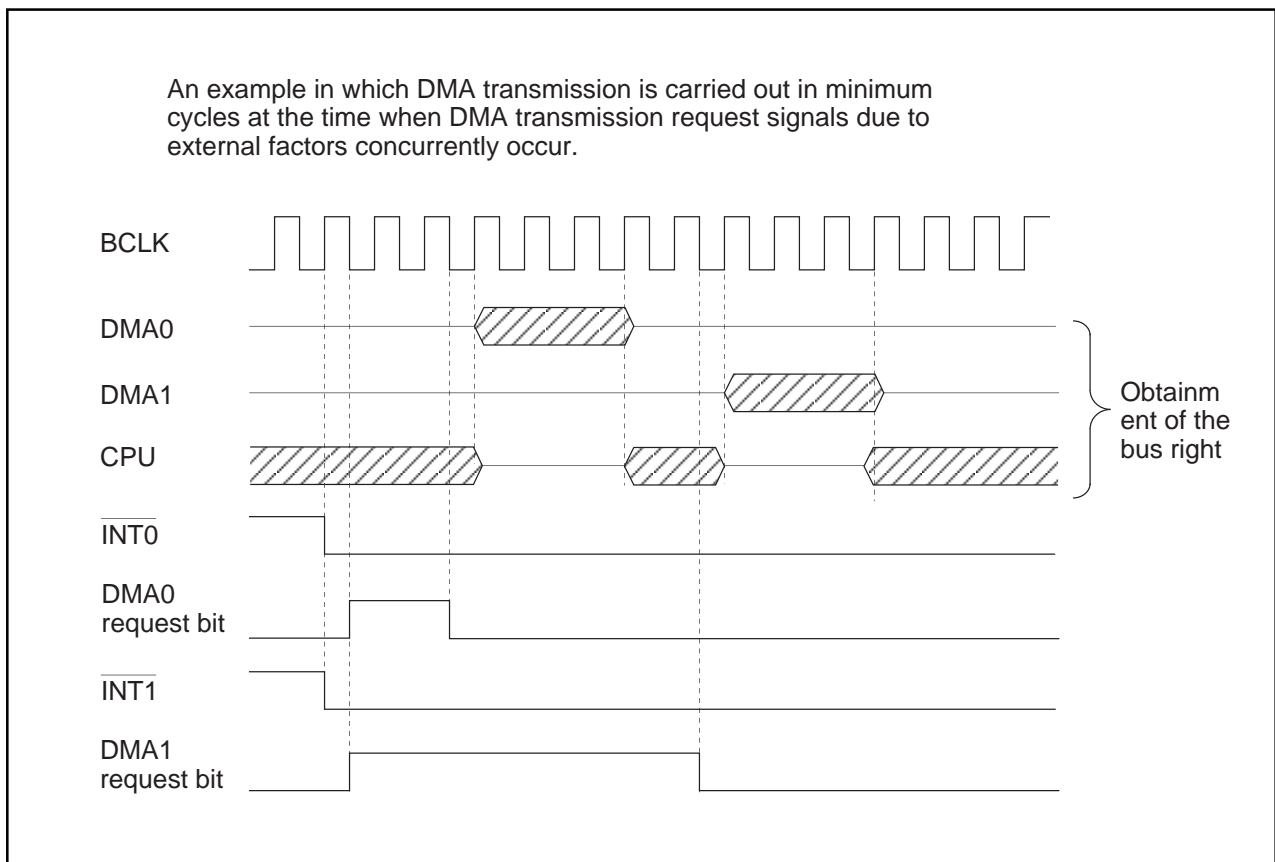 An example in which DMA transmission is carried out in minimum
cycles at the time when DMA transmission request signals due to
external factors concurrently occur.
BCLK
DMA0
DMA1
CPU
Obtainm
ent of the
bus right
INT0
DMA0
request bit
INT1
DMA1
request bit